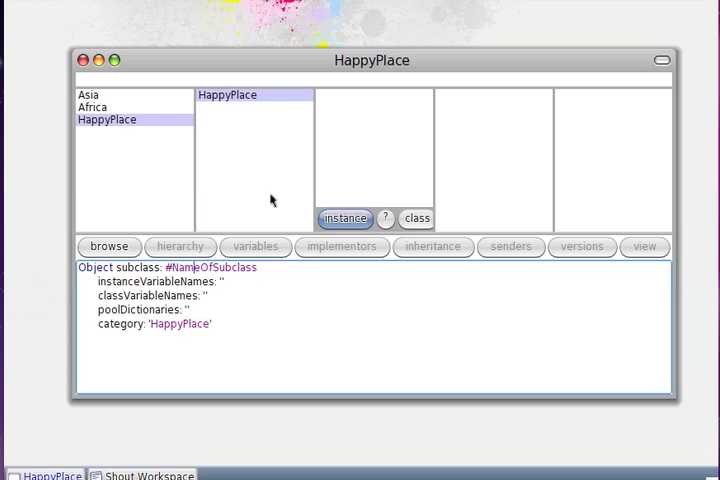 HappyPlace
Asia
Africa
HappyPlace
HappyPlace
instance ? class
browse hierarchy variables implementors inheritance senders versions view
Object subclass: #NameOfSubclass
instanceVariableNames: ''
classVariableNames: ''
poolDictionaries: ''
category: 'HappyPlace'
HappyPlace Shout Workspace